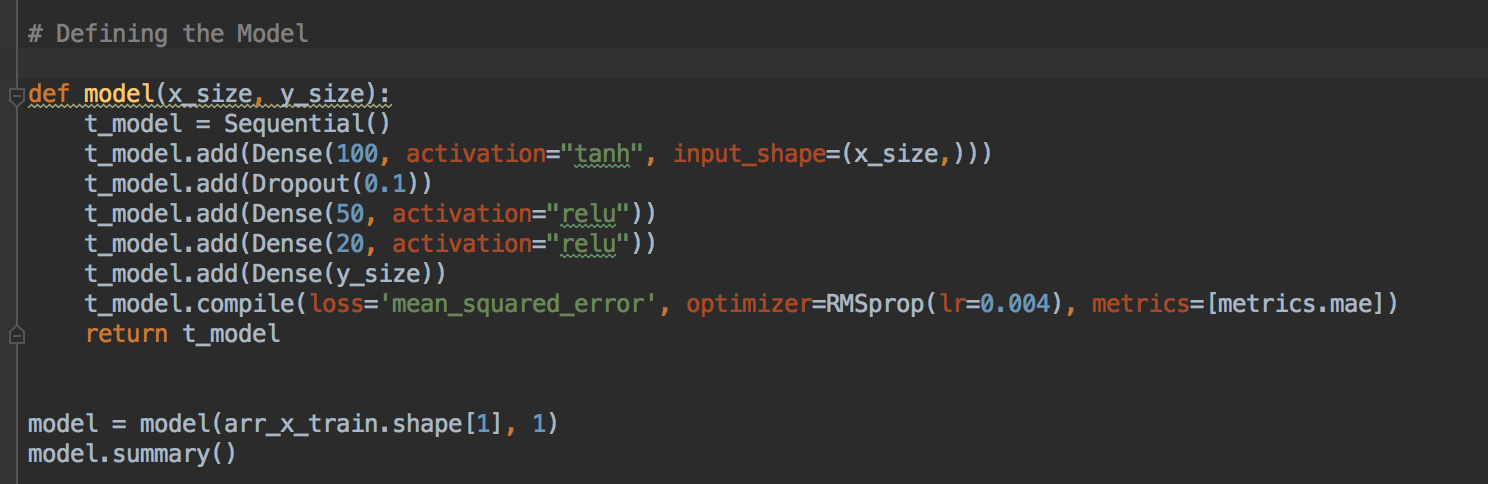 # Defining the Model
def model(x_size, y_size):
    t_model = Sequential()
    t_model.add(Dense(100, activation="tanh", input_shape=(x_size,)))
    t_model.add(Dropout(0.1))
    t_model.add(Dense(50, activation="relu"))
    t_model.add(Dense(20, activation="relu"))
    t_model.add(Dense(y_size))
    t_model.compile(loss='mean_squared_error', optimizer=RMSprop(lr=0.004), metrics=[metrics.mae])
    return t_model
model = model(arr_x_train.shape[1], 1)
model.summary()